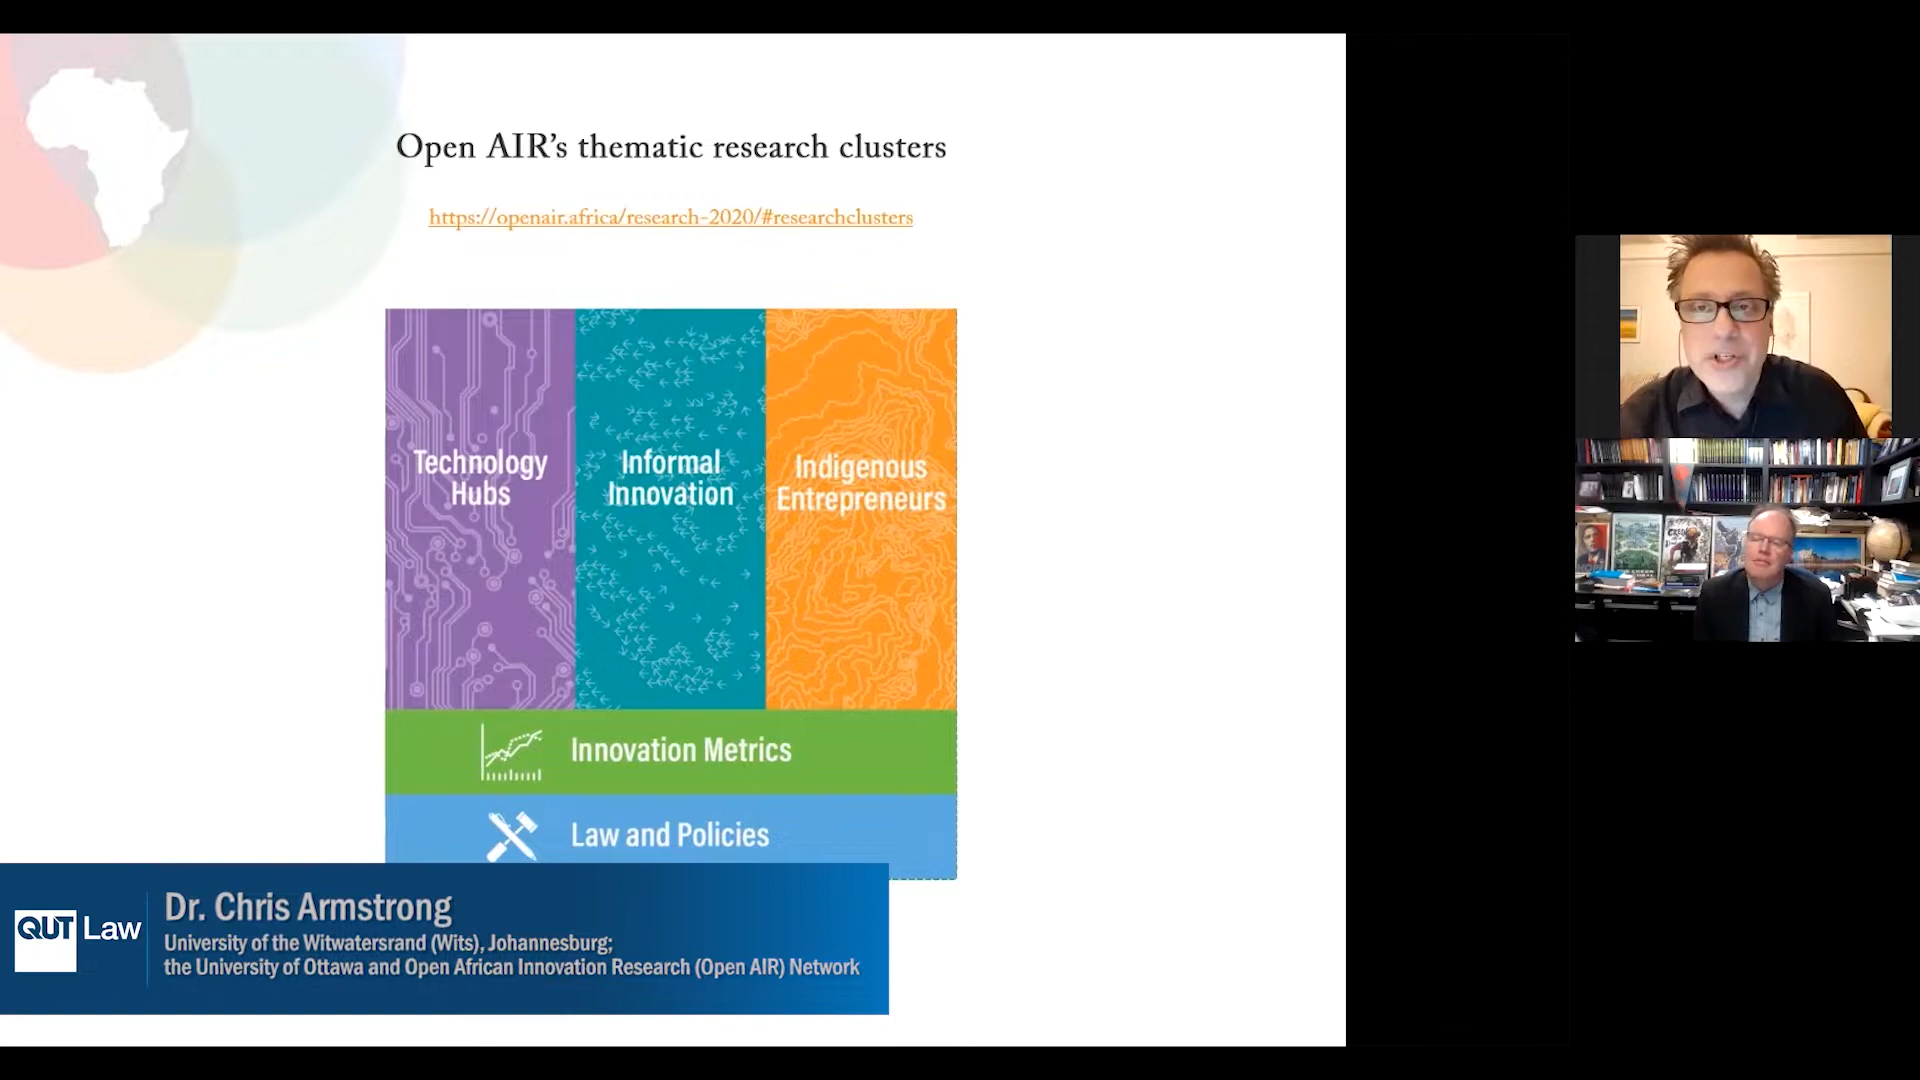 Open AIR's thematic research clusters
https://openair.africa/research-2020/#researchclusters
Technology
Hubs
Informal
Innovation
Indigenous
Entrepreneurs
Innovation Metrics
Law and Policies
QUT Law
Dr. Chris Armstrong
University of the Witwatersrand (Wits), Johannesburg;
the University of Ottawa and Open African Innovation Research (Open AIR) Network